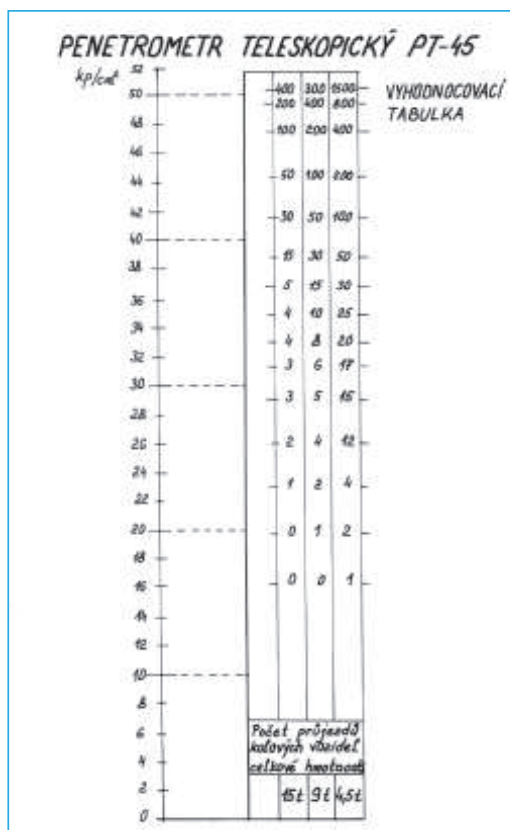 PENETROMETR TELESKOPICKÝ PT-45
kp/cm²
VYHODNOCOVACÍ
TABULKA
52
50
48
46
44
42
40
38
36
34
32
30
28
26
24
22
20
18
16
14
12
10
8
6
4
2
0
400 300 1500
200 400 800
100 200 400
50 100 200
30 50 100
15 30 50
5 15 30
4 10 25
4 8 20
3 6 17
3 5 15
2 4 12
1 2 4
0 1 2
0 0 1
Počet průjezdů
kolových vozidel
celkové hmotnosti
15t 9t 4,5t